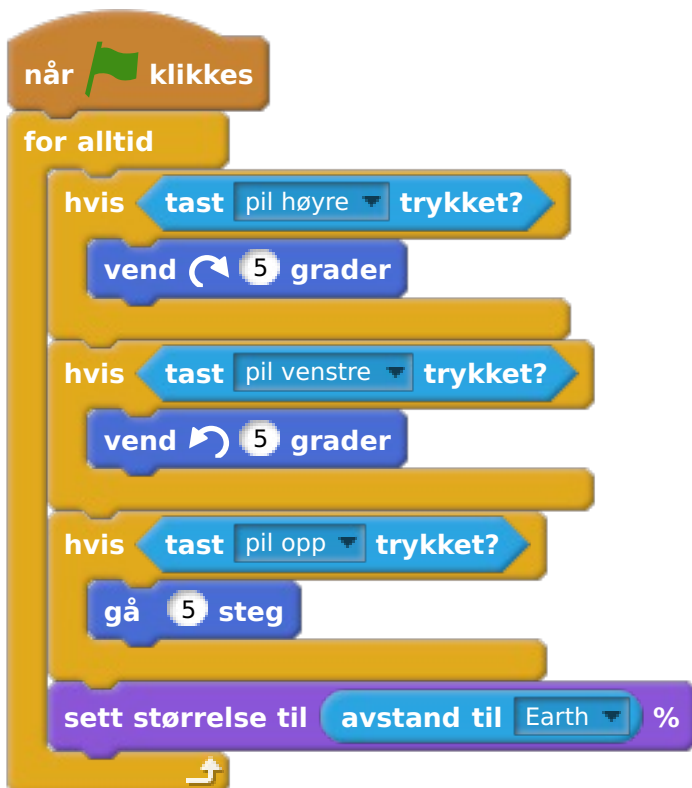 når klikkes
for alltid
hvis tast pil høyre trykket?
vend 5 grader
hvis tast pil venstre trykket?
vend 5 grader
hvis tast pil opp trykket?
gå 5 steg
sett størrelse til avstand til Earth %